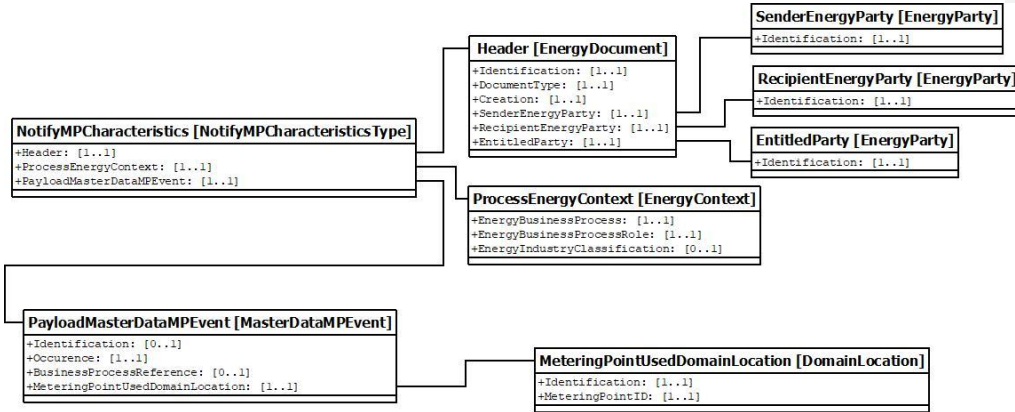 SenderEnergyParty [EnergyParty]
+Identification: [1..1]
Header [EnergyDocument]
+Identification: [1..1]
+DocumentType: [1..1]
+Creation: [1..1]
+SenderEnergyParty: [1..1]
+RecipientEnergyParty: [1..1]
+EntitledParty: [1..1]
RecipientEnergyParty [EnergyParty]
+Identification: [1..1]
EntitledParty [EnergyParty]
+Identification: [1..1]
NotifyMPCharacteristics [NotifyMPCharacteristicsType]
+Header: [1..1]
+ProcessEnergyContext: [1..1]
+PayloadMasterDataMPEvent: [1..1]
ProcessEnergyContext [EnergyContext]
+EnergyBusinessProcess: [1..1]
+EnergyBusinessProcessRole: [1..1]
+EnergyIndustryClassification: [0..1]
PayloadMasterDataMPEvent [MasterDataMPEvent]
+Identification: [0..1]
+Occurence: [1..1]
+BusinessProcessReference: [0..1]
+MeteringPointUsedDomainLocation: [1..1]
MeteringPointUsedDomainLocation [DomainLocation]
+Identification: [1..1]
+MeteringPointID: [0..1]